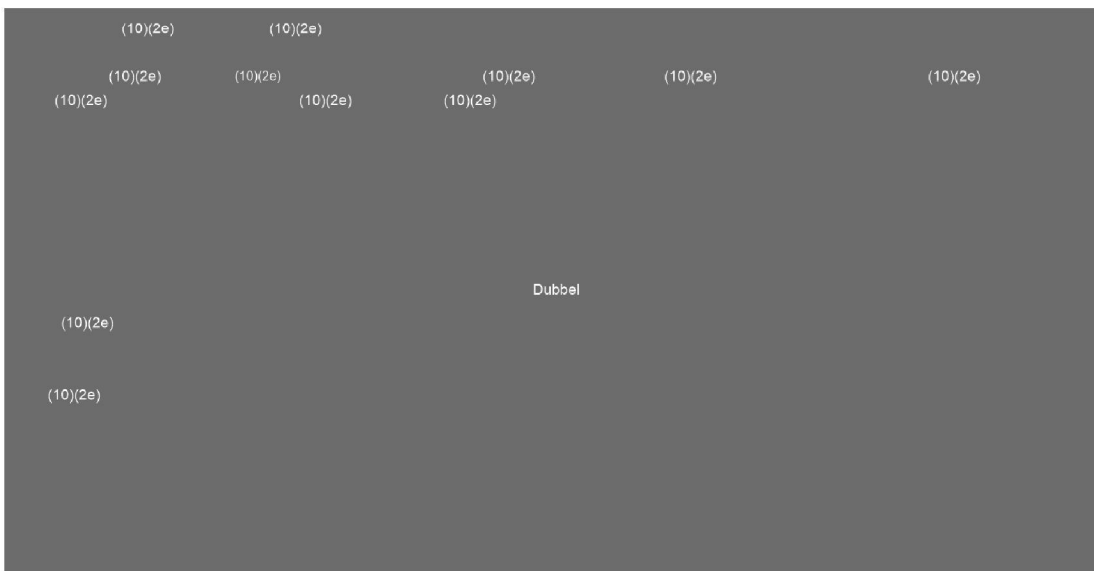 (10)(2e) (10)(2e)
(10)(2e) (10)(2e) (10)(2e) (10)(2e) (10)(2e)
(10)(2e) (10)(2e) (10)(2e)
Dubbel
(10)(2e)
(10)(2e)